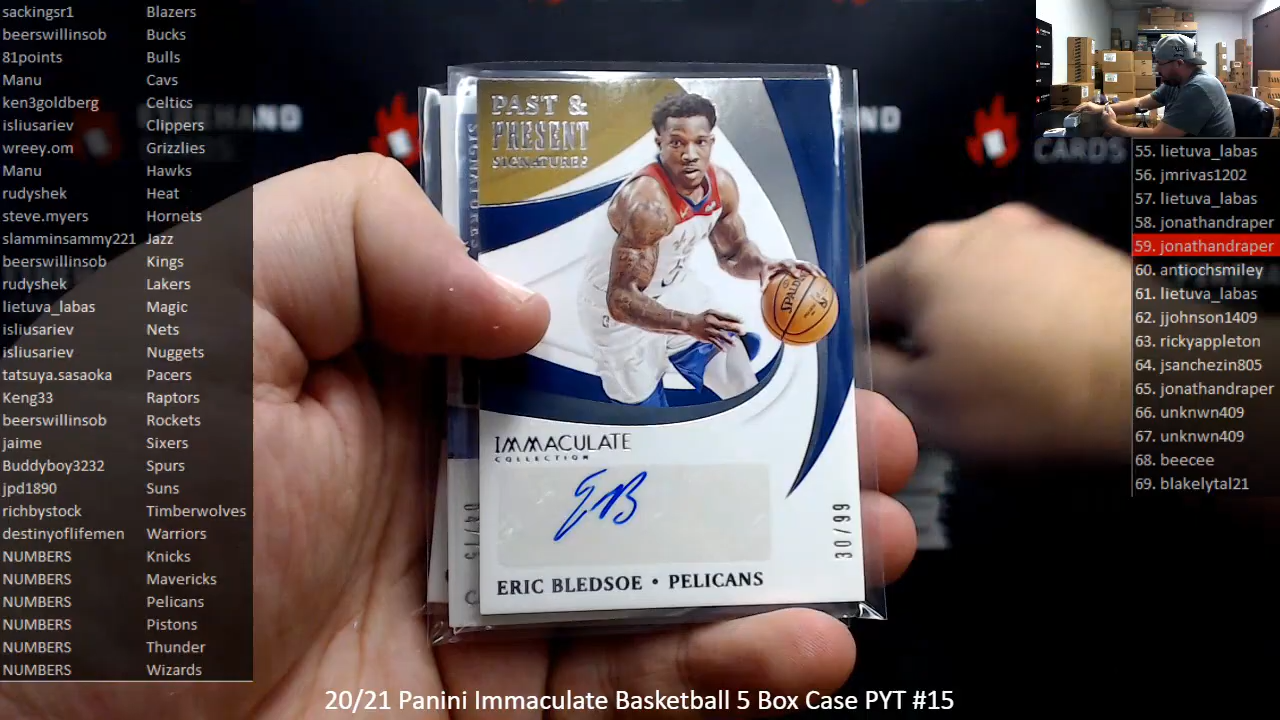 sackingsr1 Blazers
beerswillinsob Bucks
81points Bulls
Manu Cavs
ken3goldberg Celtics
isliusariev Clippers
wreey.om Grizzlies
Manu Hawks
rudyshek Heat
steve.myers Hornets
slamminsammy221 Jazz
beerswillinsob Kings
rudyshek Lakers
lietuva_labas Magic
isliusariev Nets
isliusariev Nuggets
tatsuya.sasaoka Pacers
Keng33 Raptors
beerswillinsob Rockets
jaime Sixers
Buddyboy3232 Spurs
jpd1890 Suns
richbystock Timberwolves
destinyoflifemen Warriors
NUMBERS Knicks
NUMBERS Mavericks
NUMBERS Pelicans
NUMBERS Pistons
NUMBERS Thunder
NUMBERS Wizards
PAST &
PRESENT
SIGNATURES
SPALDING
IMMACULATE
COLLECTION
EB
30/99
ERIC BLEDSOE • PELICANS
CARDS
55. lietuva_labas
56. jmrivas1202
57. lietuva_labas
58. jonathandraper
59. jonathandraper
60. antiochsmiley
61. lietuva_labas
62. jjohnson1409
63. rickyappleton
64. jsanchezin805
65. jonathandraper
66. unknwn409
67. unknwn409
68. beecee
69. blakelytal21
20/21 Panini Immaculate Basketball 5 Box Case PYT #15